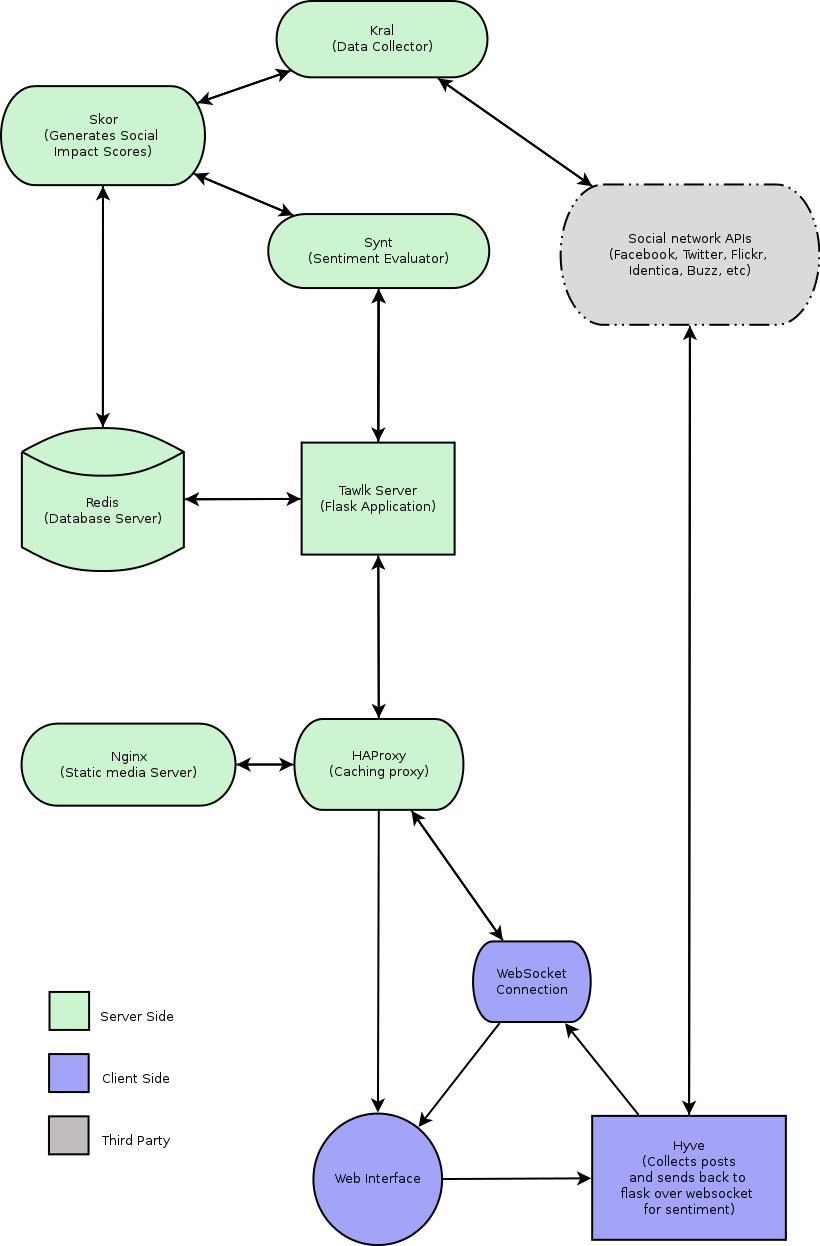 Kral
(Data Collector)
Skor
(Generates Social
Impact Scores)
Synt
(Sentiment Evaluator)
Social network APIs
(Facebook, Twitter, Flickr,
Identica, Buzz, etc)
Redis
(Database Server)
Tawlk Server
(Flask Application)
Nginx
(Static media Server)
HAProxy
(Caching proxy)
WebSocket
Connection
Server Side
Client Side
Third Party
Web Interface
Hyve
(Collects posts
and sends back to
flask over websocket
for sentiment)